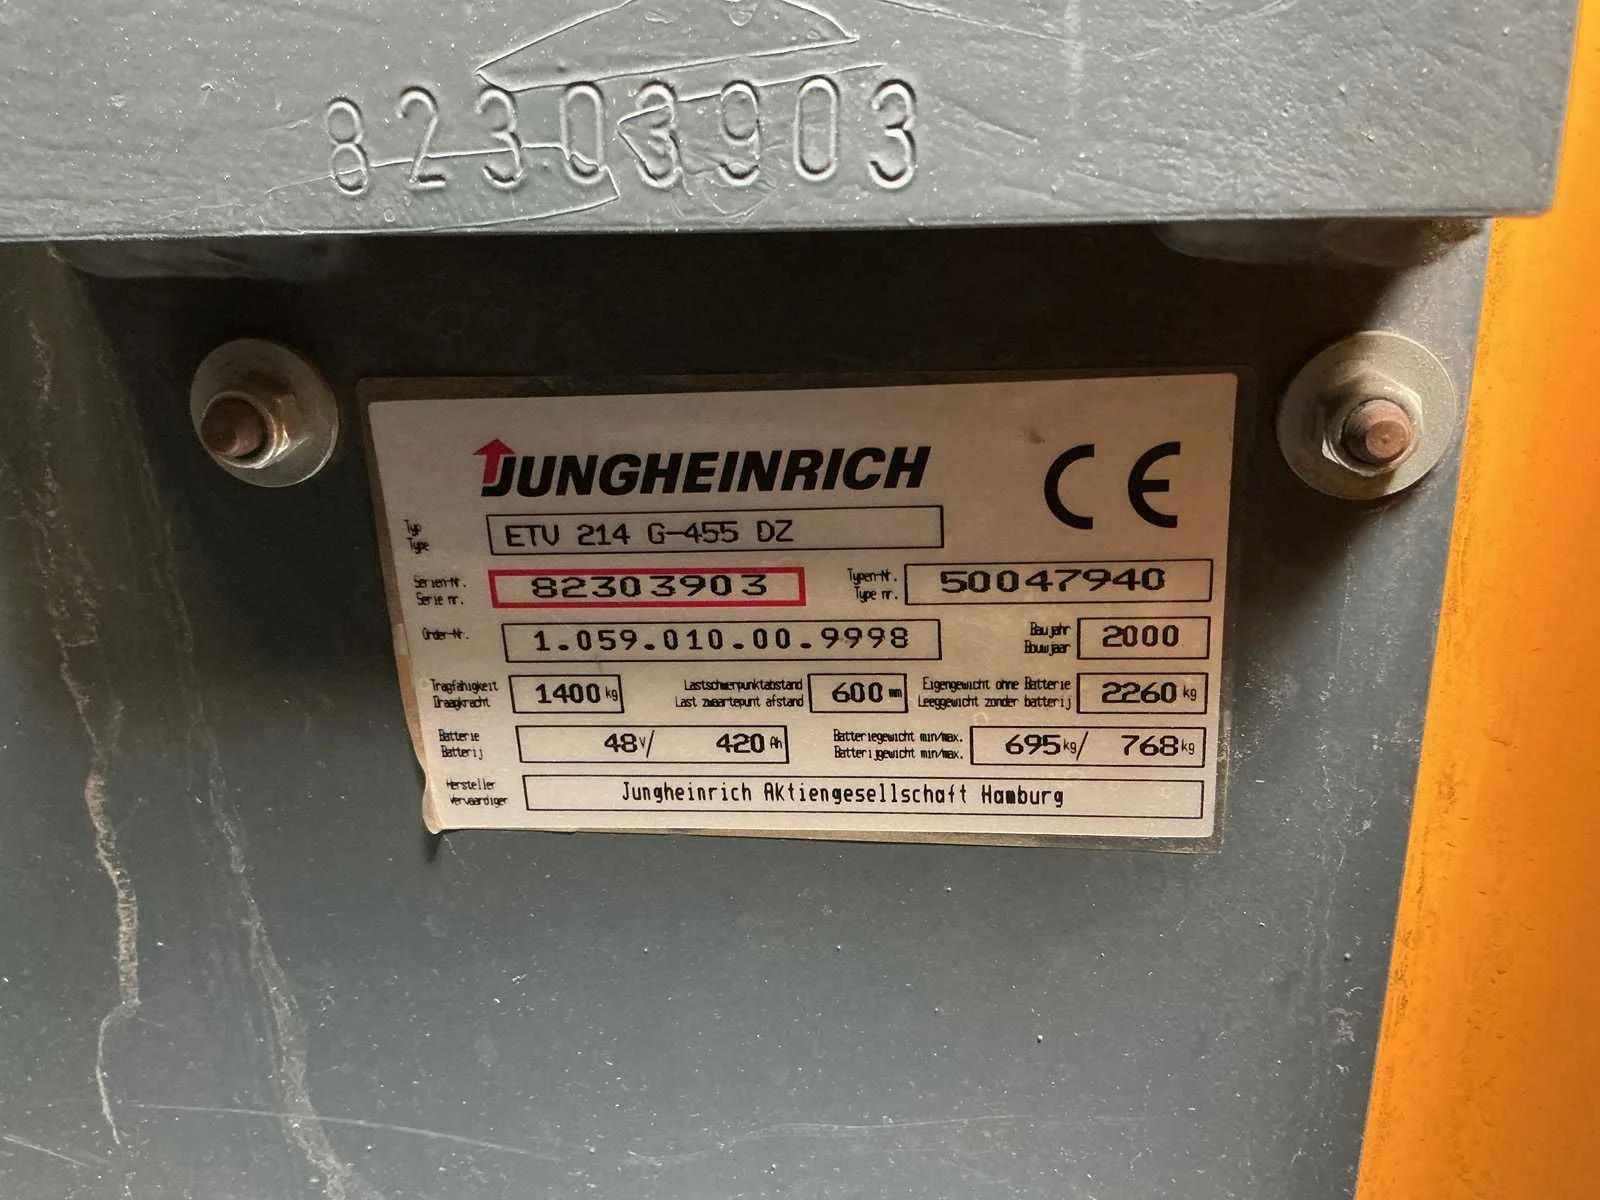 82303903
JUNGHEINRICH
CE
Typ
Type
ETV 214 G-455 DZ
Serien-Nr.
Serie nr.
82303903
Typen-Nr.
Type nr.
50047940
Order-Nr.
1.059.010.00.9998
Baujahr
Bouwjaar
2000
Tragfähigkeit
Draagkracht
1400 kg
Lastschwerpunktabstand
Last zwaartepunt afstand
600 mm
Eigengewicht ohne Batterie
Leeggewicht zonder batterij
2260 kg
Batterie
Batterij
48 V/ 420 Ah
Batteriegewicht min/max.
Batterijgewicht min/max.
695 kg/ 768 kg
Hersteller
Vervaardiger
Jungheinrich Aktiengesellschaft Hamburg